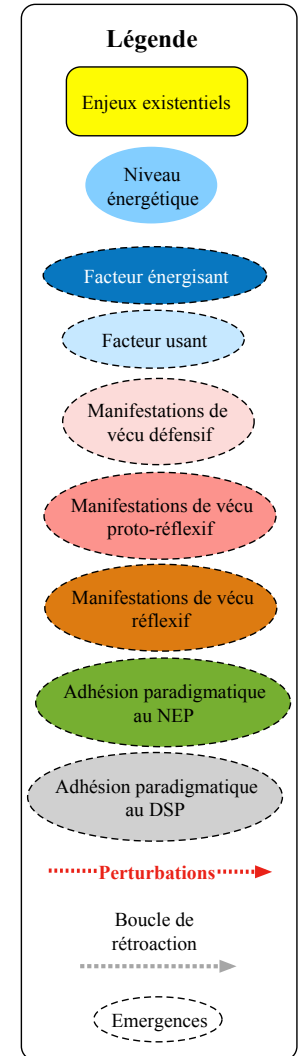 Légende
Enjeux existentiels
Niveau
énergétique
Facteur énergisant
Facteur usant
Manifestations de
vécu défensif
Manifestations de vécu
proto-réflexif
Manifestations de vécu
réflexif
Adhésion paradigmatique
au NEP
Adhésion paradigmatique
au DSP
Perturbations
Boucle de
rétroaction
Emergences